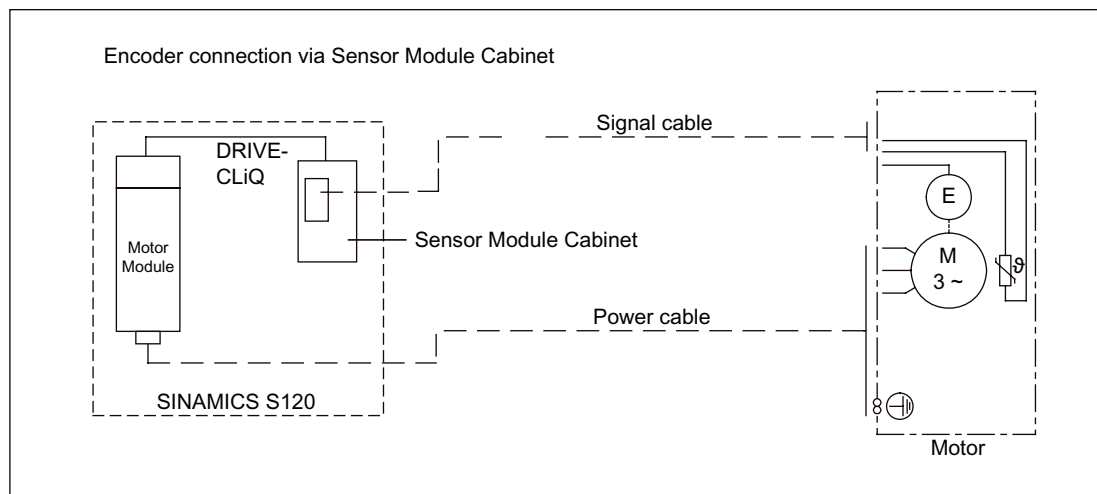 Encoder connection via Sensor Module Cabinet
Signal cable
DRIVE-
CLiQ
E
Motor
Module
Sensor Module Cabinet
M
3 ~
ϑ
Power cable
SINAMICS S120
Motor